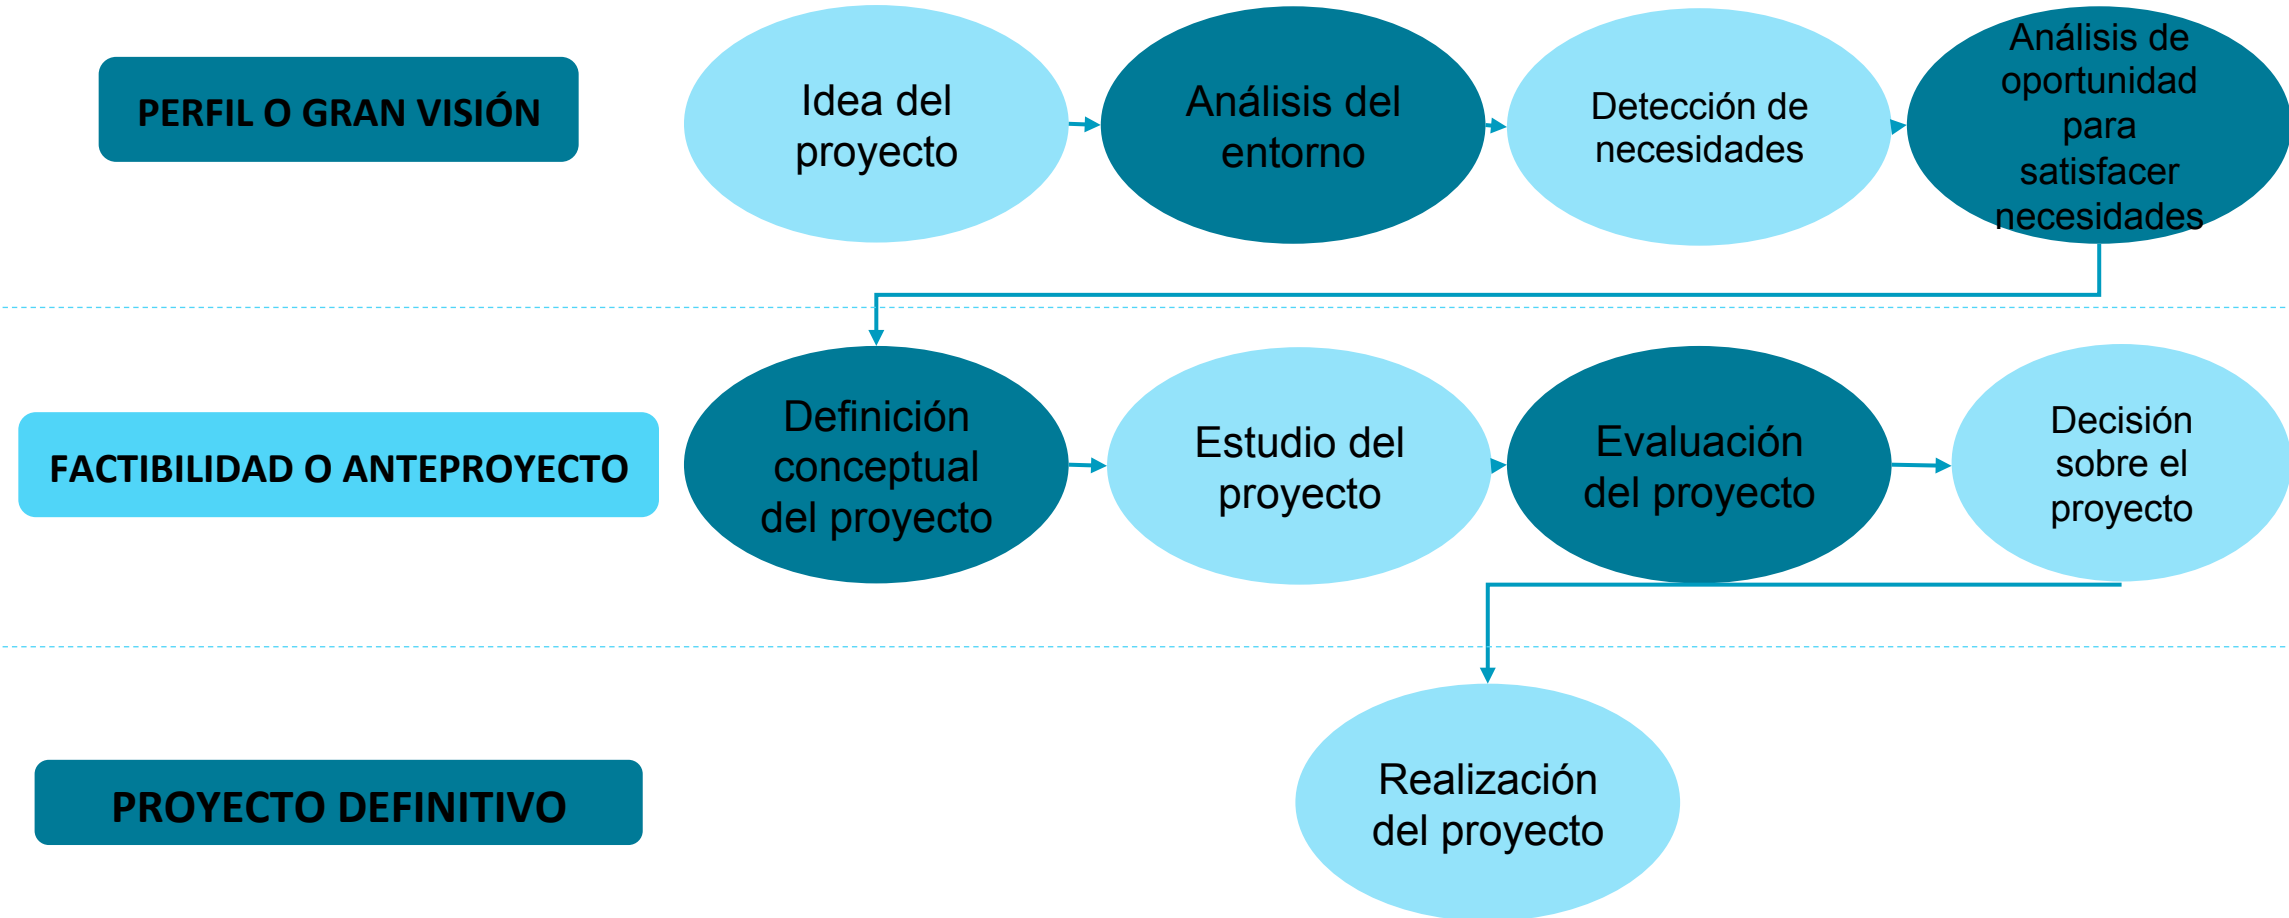 PERFIL O GRAN VISIÓN
Idea del
proyecto
Análisis del
entorno
Detección de
necesidades
Análisis de
oportunidad
para
satisfacer
necesidades
FACTIBILIDAD O ANTEPROYECTO
Definición
conceptual
del proyecto
Estudio del
proyecto
Evaluación
del proyecto
Decisión
sobre el
proyecto
PROYECTO DEFINITIVO
Realización
del proyecto